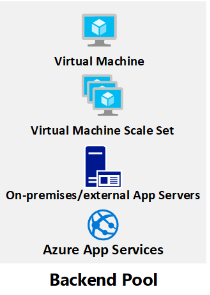 Virtual Machine
Virtual Machine Scale Set
On-premises/external App Servers
Azure App Services
Backend Pool